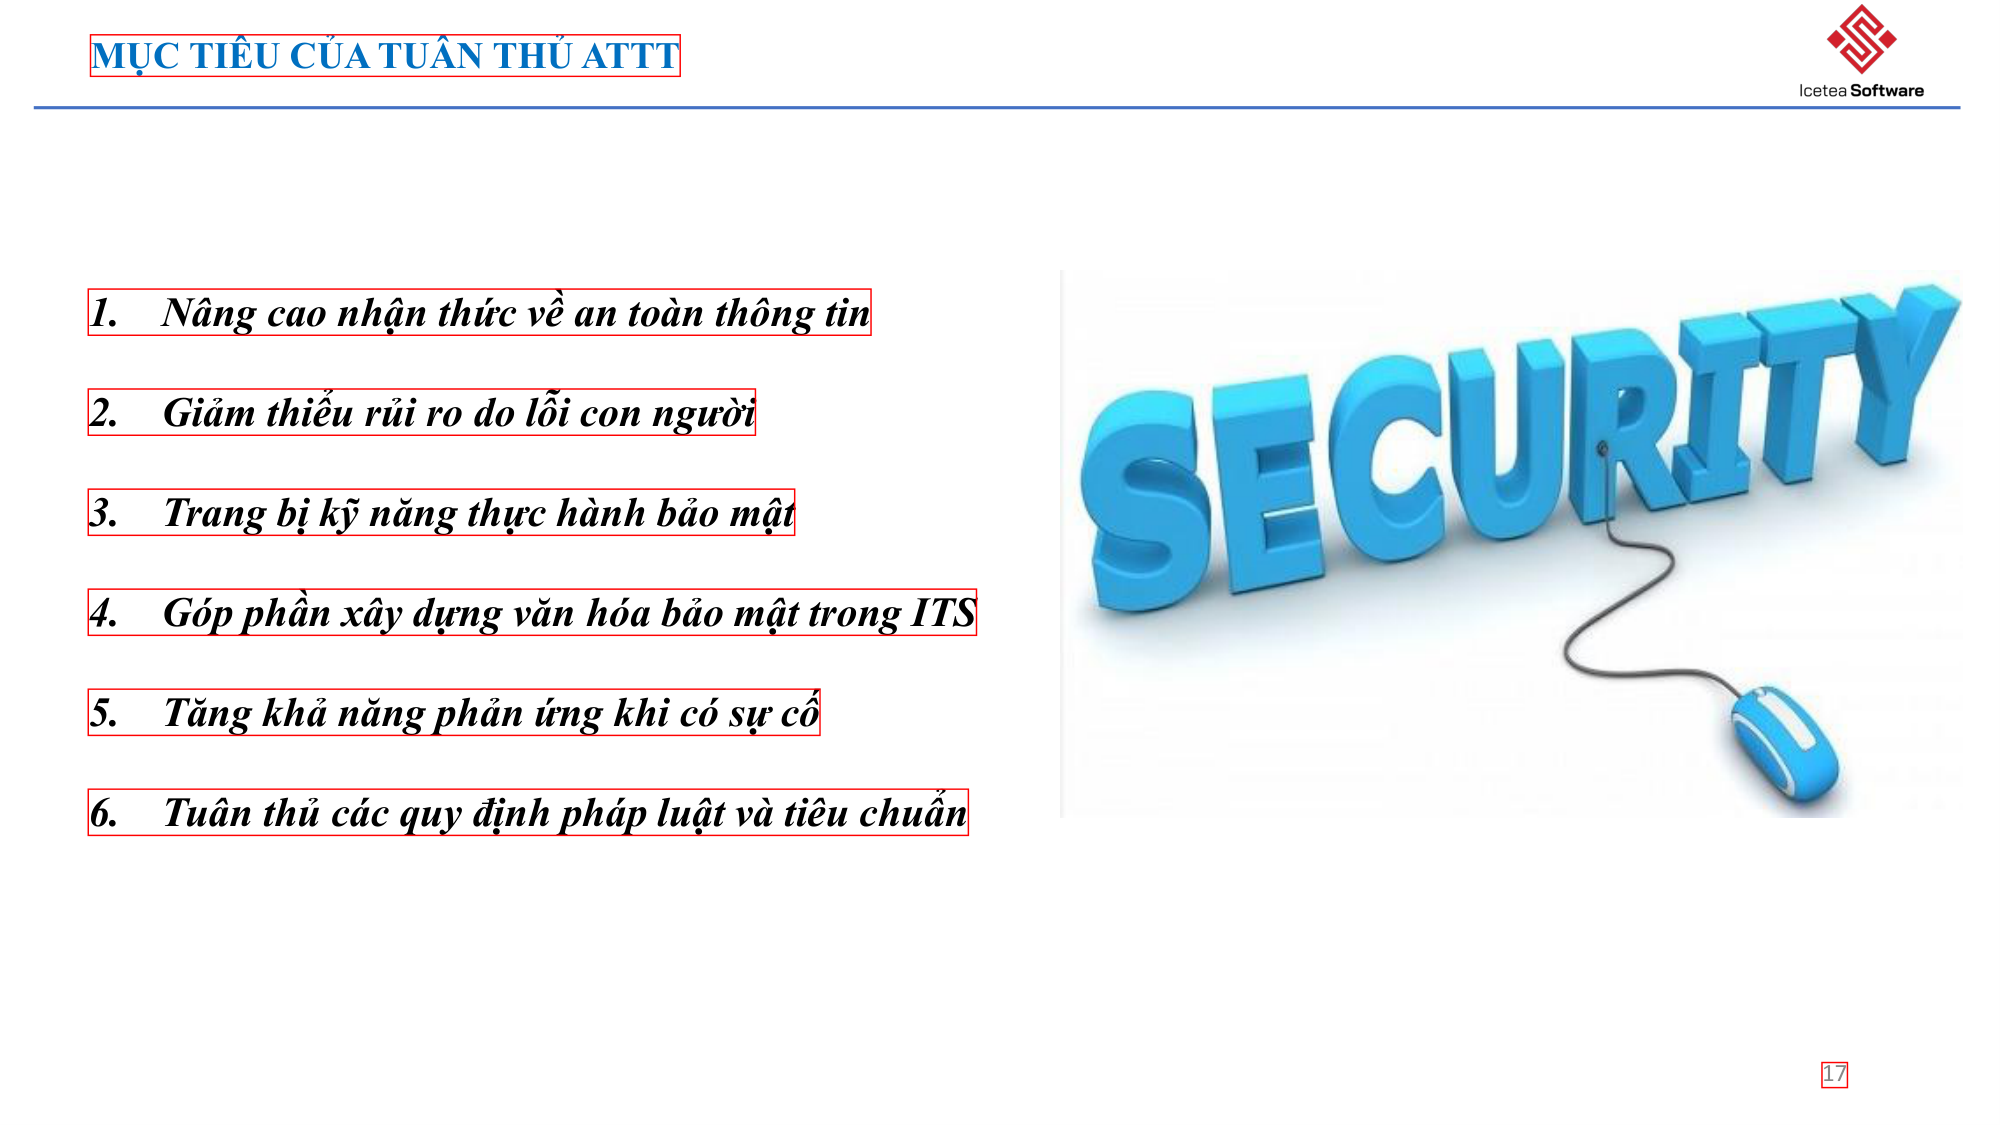 MỤC TIÊU CỦA TUÂN THỦ ATTT
Icetea Software
1. Nâng cao nhận thức về an toàn thông tin
2. Giảm thiểu rủi ro do lỗi con người
3. Trang bị kỹ năng thực hành bảo mật
4. Góp phần xây dựng văn hóa bảo mật trong ITS
5. Tăng khả năng phản ứng khi có sự cố
6. Tuân thủ các quy định pháp luật và tiêu chuẩn
SECURITY
17